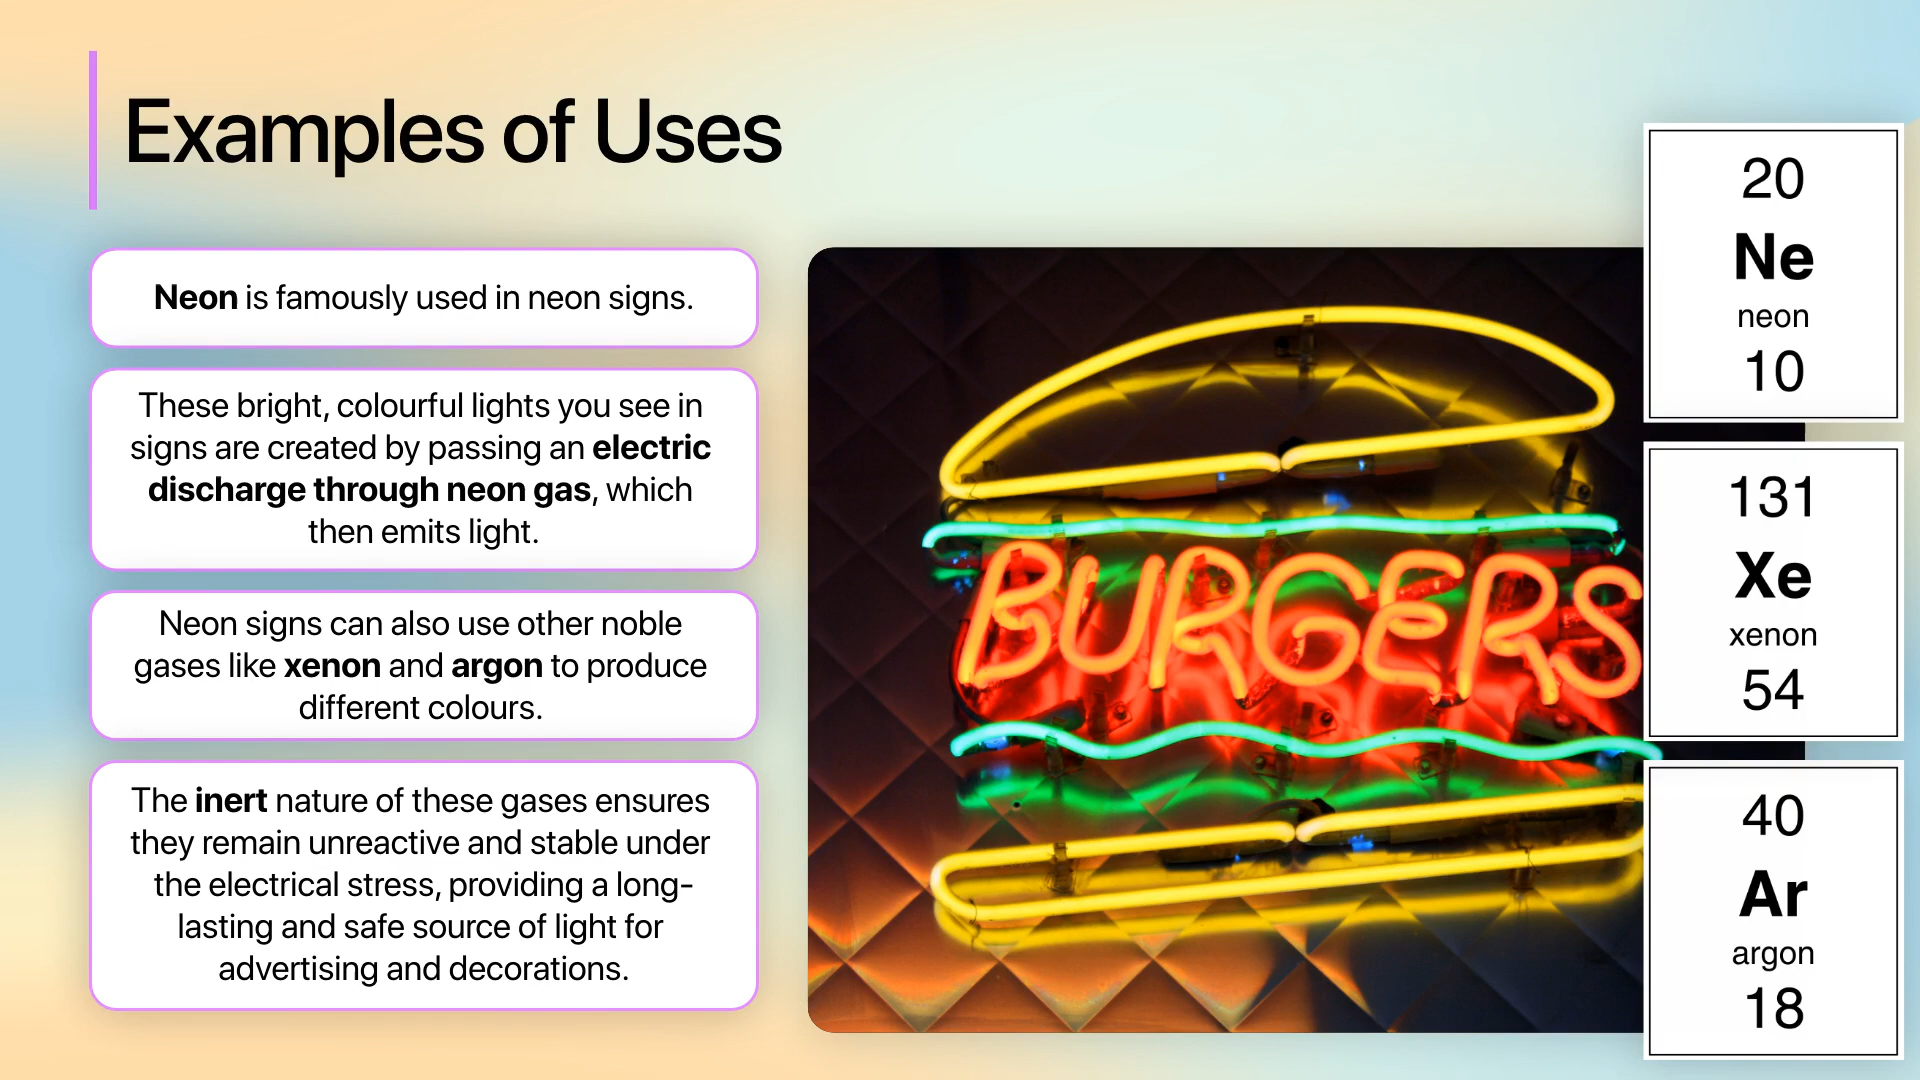 Examples of Uses
Neon is famously used in neon signs.
These bright, colourful lights you see in
signs are created by passing an electric
discharge through neon gas, which
then emits light.
Neon signs can also use other noble
gases like xenon and argon to produce
different colours.
The inert nature of these gases ensures
they remain unreactive and stable under
the electrical stress, providing a long-
lasting and safe source of light for
advertising and decorations.
BURGERS
20
Ne
neon
10
131
Xe
xenon
54
40
Ar
argon
18